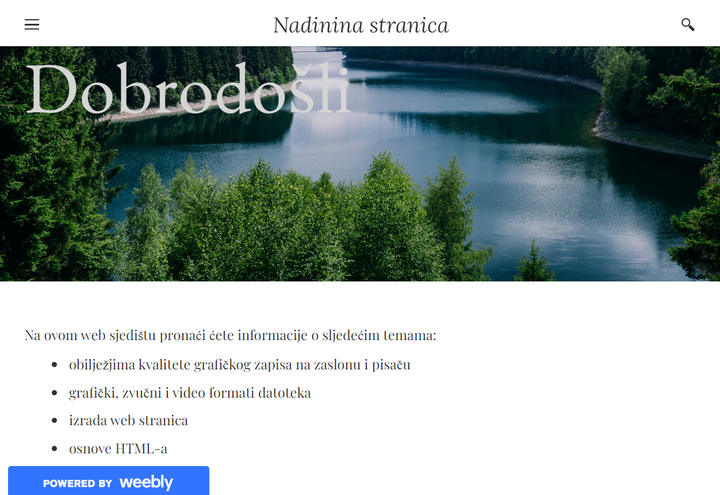 Nadinina stranica
Dobrodošli
Na ovom web sjedištu pronaći ćete informacije o sljedećim temama:
obilježjima kvalitete grafičkog zapisa na zaslonu i pisaču
grafički, zvučni i video formati datoteka
izrada web stranica
osnove HTML-a
POWERED BY weebly